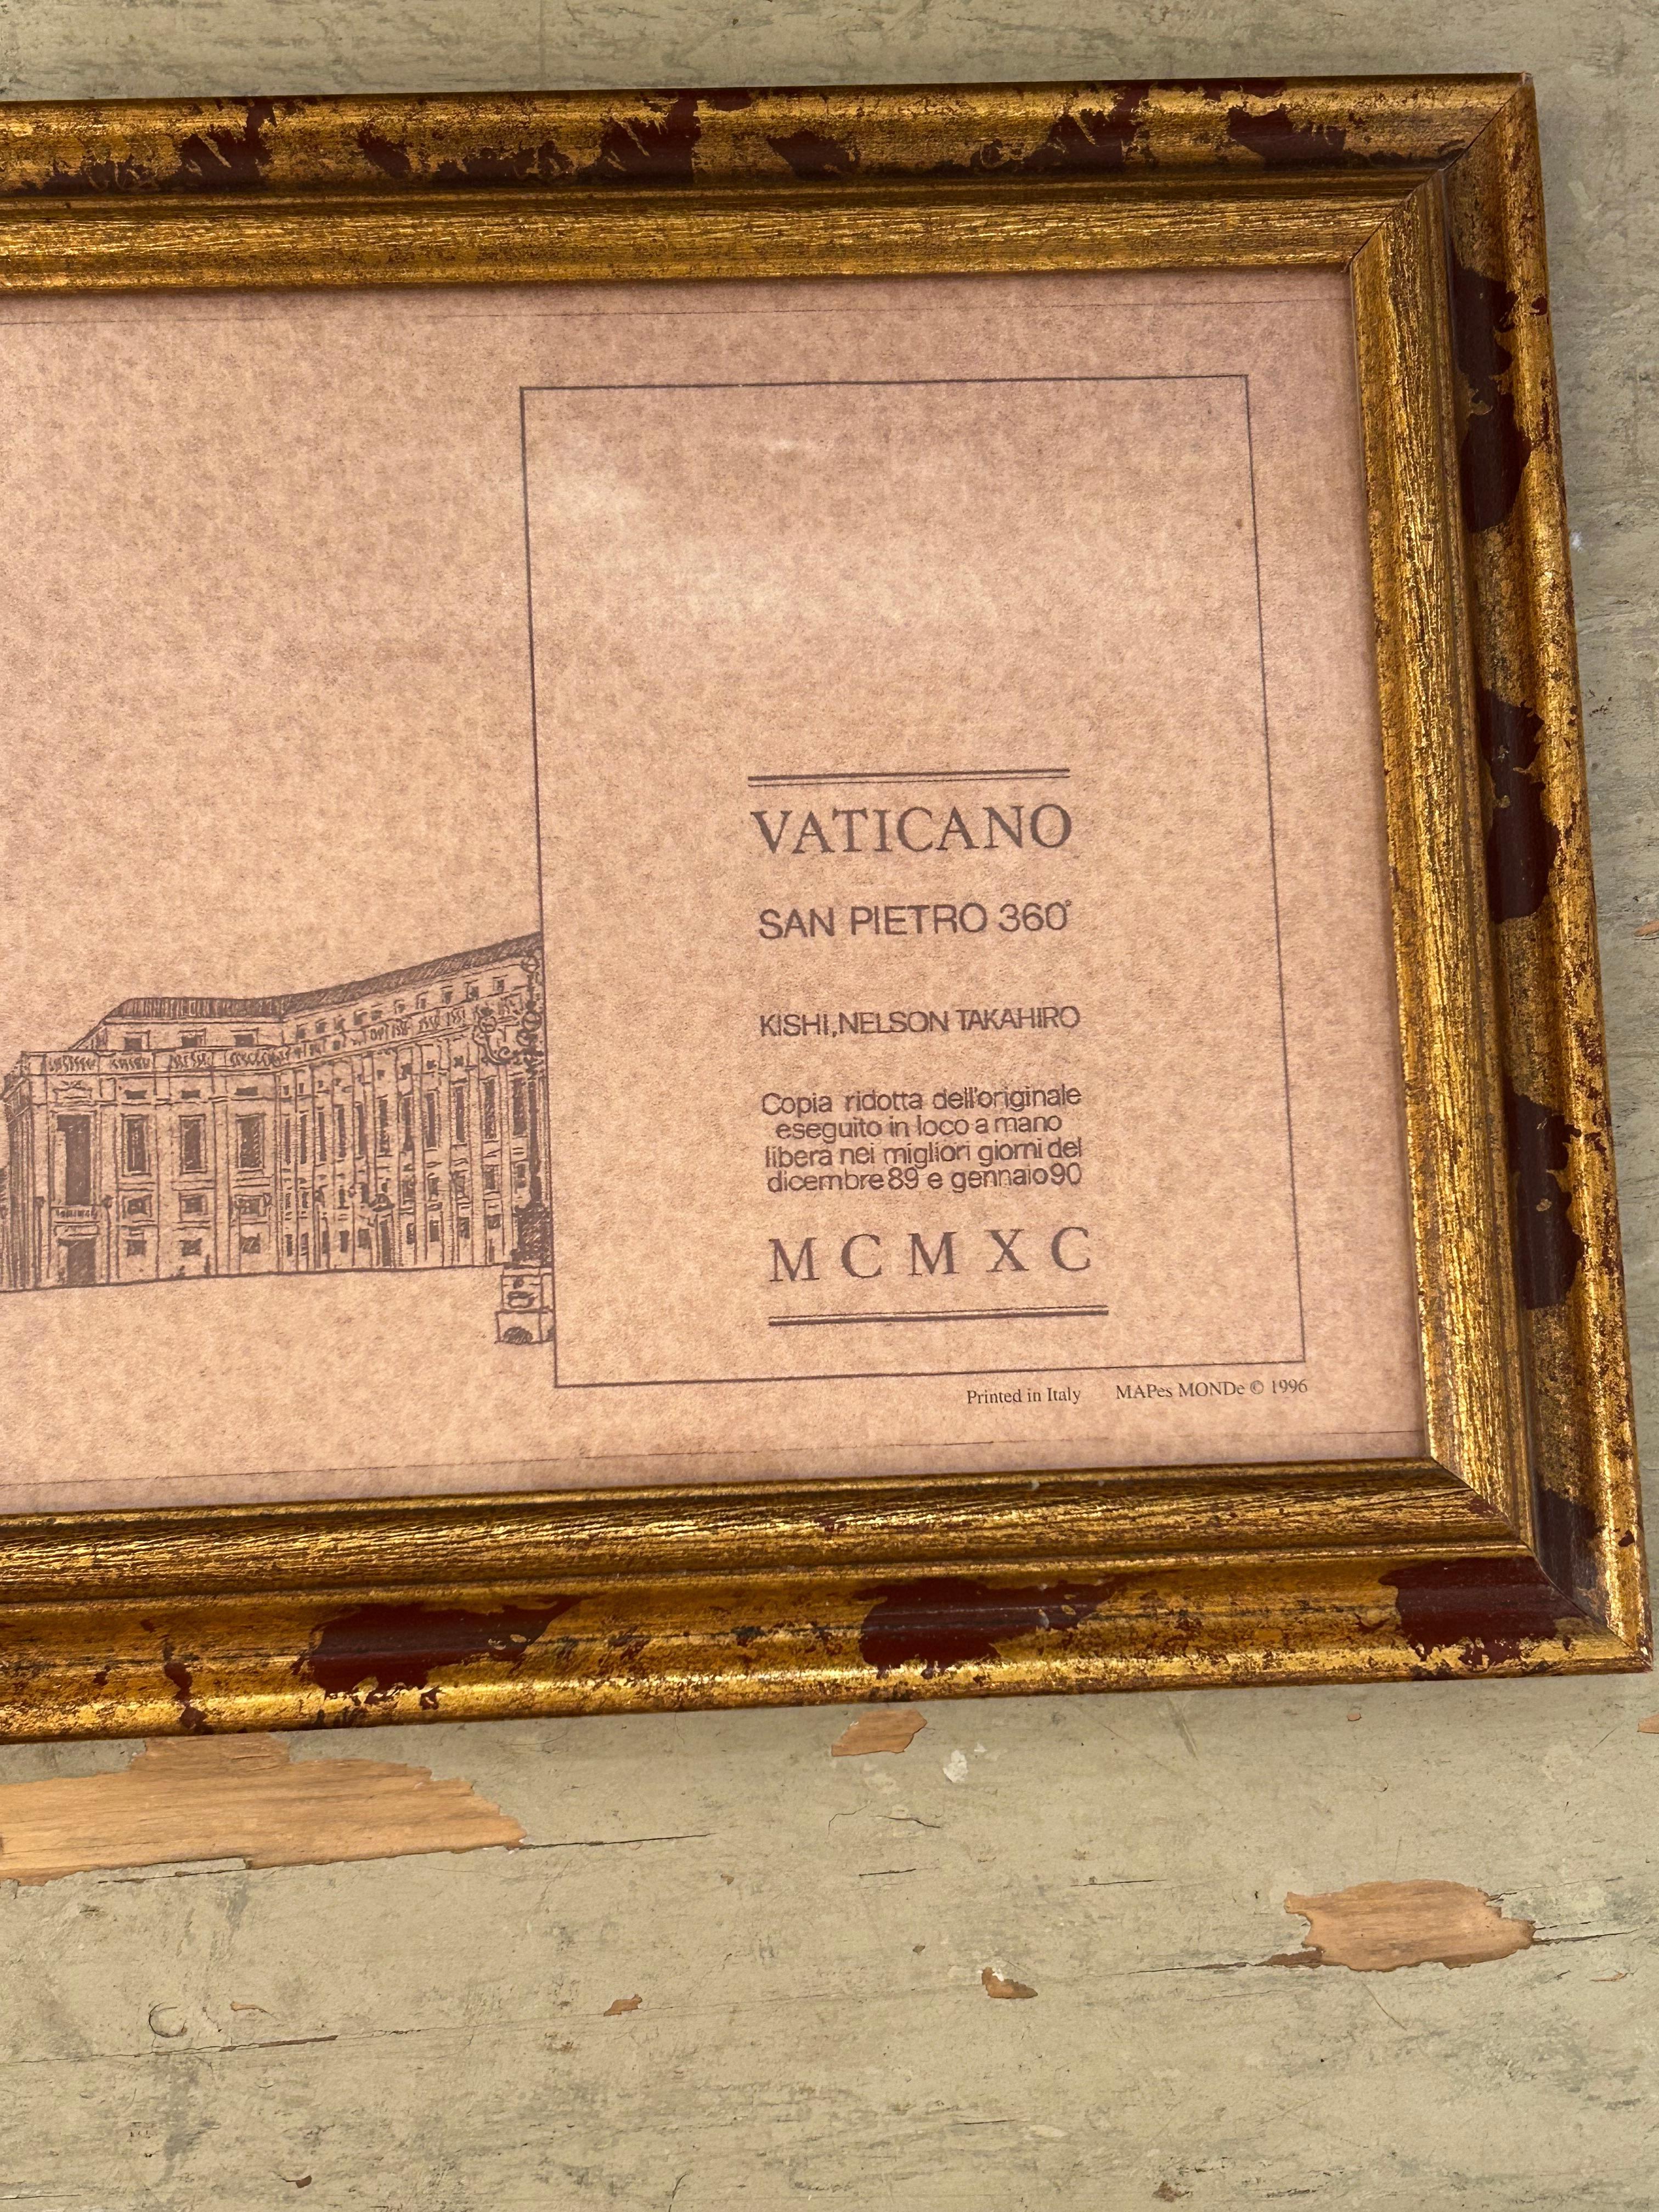 VATICANO
SAN PIETRO 360°
KISHI, NELSON TAKAHIRO
Copia ridotta dell'originale
eseguito in loco a mano
libera nei migliori giorni del
dicembre 89 e gennaio 90
MCMXC
Printed in Italy MAPes MONDe © 1996